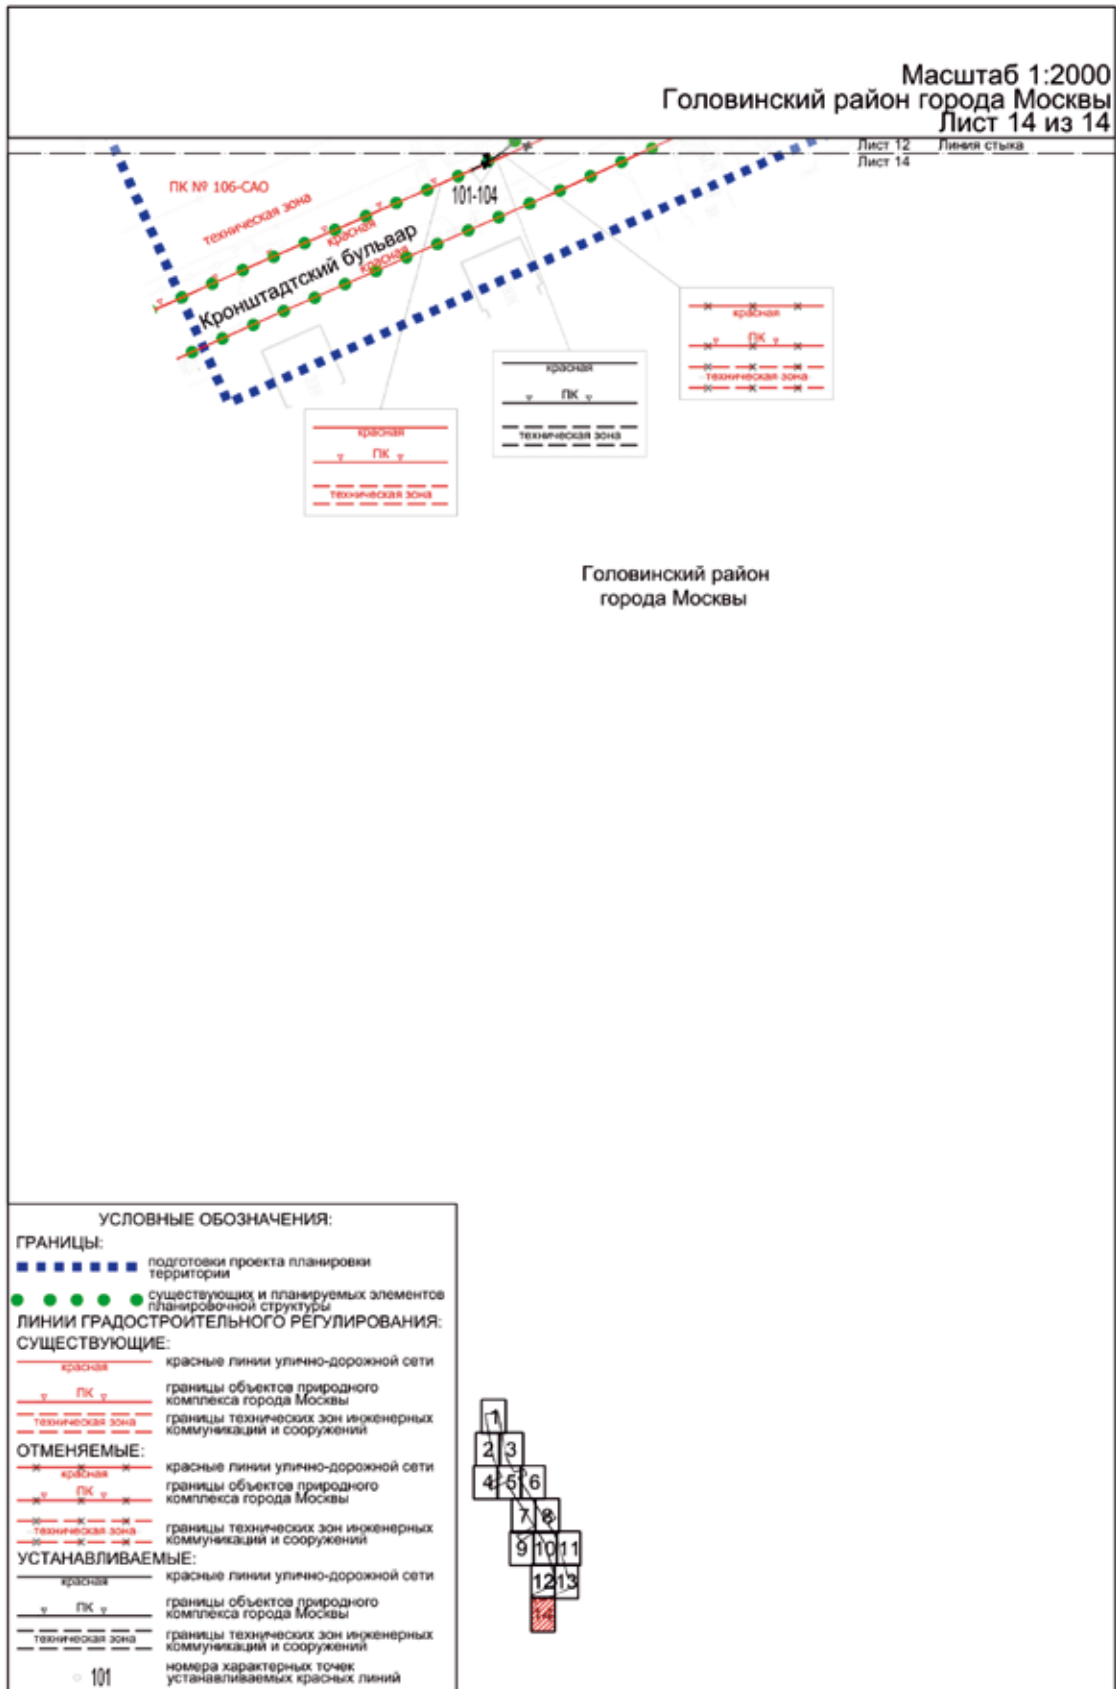 Масштаб 1:2000
Головинский район города Москвы
Лист 14 из 14
Лист 12 Линия стыка
Лист 14
ПК № 106-САО
техническая зона
101-104
красная
Кронштадтский бульвар
красная
красная
ПК
техническая зона
красная
ПК
техническая зона
красная
ПК
техническая зона
Головинский район
города Москвы
УСЛОВНЫЕ ОБОЗНАЧЕНИЯ:
ГРАНИЦЫ:
подготовки проекта планировки
территории
существующих и планируемых элементов
планировочной структуры
ЛИНИИ ГРАДОСТРОИТЕЛЬНОГО РЕГУЛИРОВАНИЯ:
СУЩЕСТВУЮЩИЕ:
красная красные линии улично-дорожной сети
ПК границы объектов природного
комплекса города Москвы
техническая зона границы технических зон инженерных
коммуникаций и сооружений
ОТМЕНЯЕМЫЕ:
красная красные линии улично-дорожной сети
ПК границы объектов природного
комплекса города Москвы
техническая зона границы технических зон инженерных
коммуникаций и сооружений
УСТАНАВЛИВАЕМЫЕ:
красная красные линии улично-дорожной сети
ПК границы объектов природного
комплекса города Москвы
техническая зона границы технических зон инженерных
коммуникаций и сооружений
101 номера характерных точек
устанавливаемых красных линий
1
2 3
4 5 6
7 8
9 10 11
12 13
14